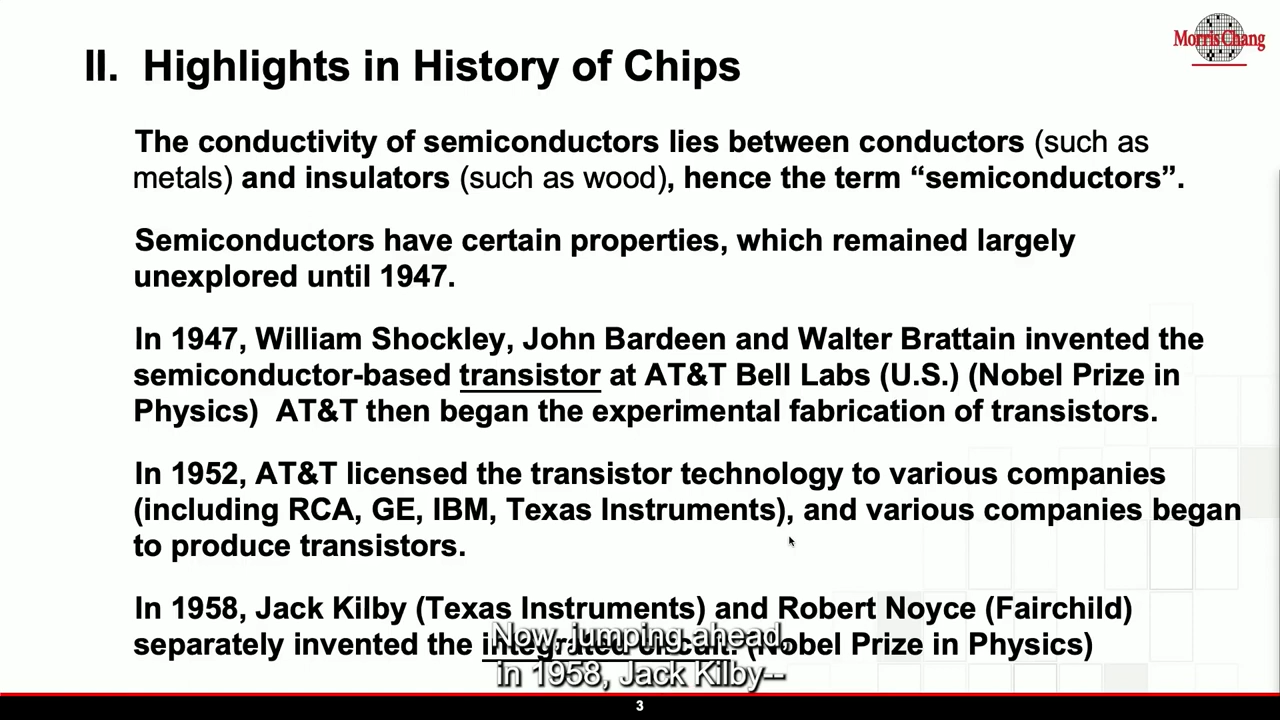 Morris Chang
II. Highlights in History of Chips
The conductivity of semiconductors lies between conductors (such as
metals) and insulators (such as wood), hence the term “semiconductors”.
Semiconductors have certain properties, which remained largely
unexplored until 1947.
In 1947, William Shockley, John Bardeen and Walter Brattain invented the
semiconductor-based transistor at AT&T Bell Labs (U.S.) (Nobel Prize in
Physics) AT&T then began the experimental fabrication of transistors.
In 1952, AT&T licensed the transistor technology to various companies
(including RCA, GE, IBM, Texas Instruments), and various companies began
to produce transistors.
In 1958, Jack Kilby (Texas Instruments) and Robert Noyce (Fairchild)
separately invented the integrated circuit. (Nobel Prize in Physics)
Now, jumping ahead,
in 1958, Jack Kilby--
3